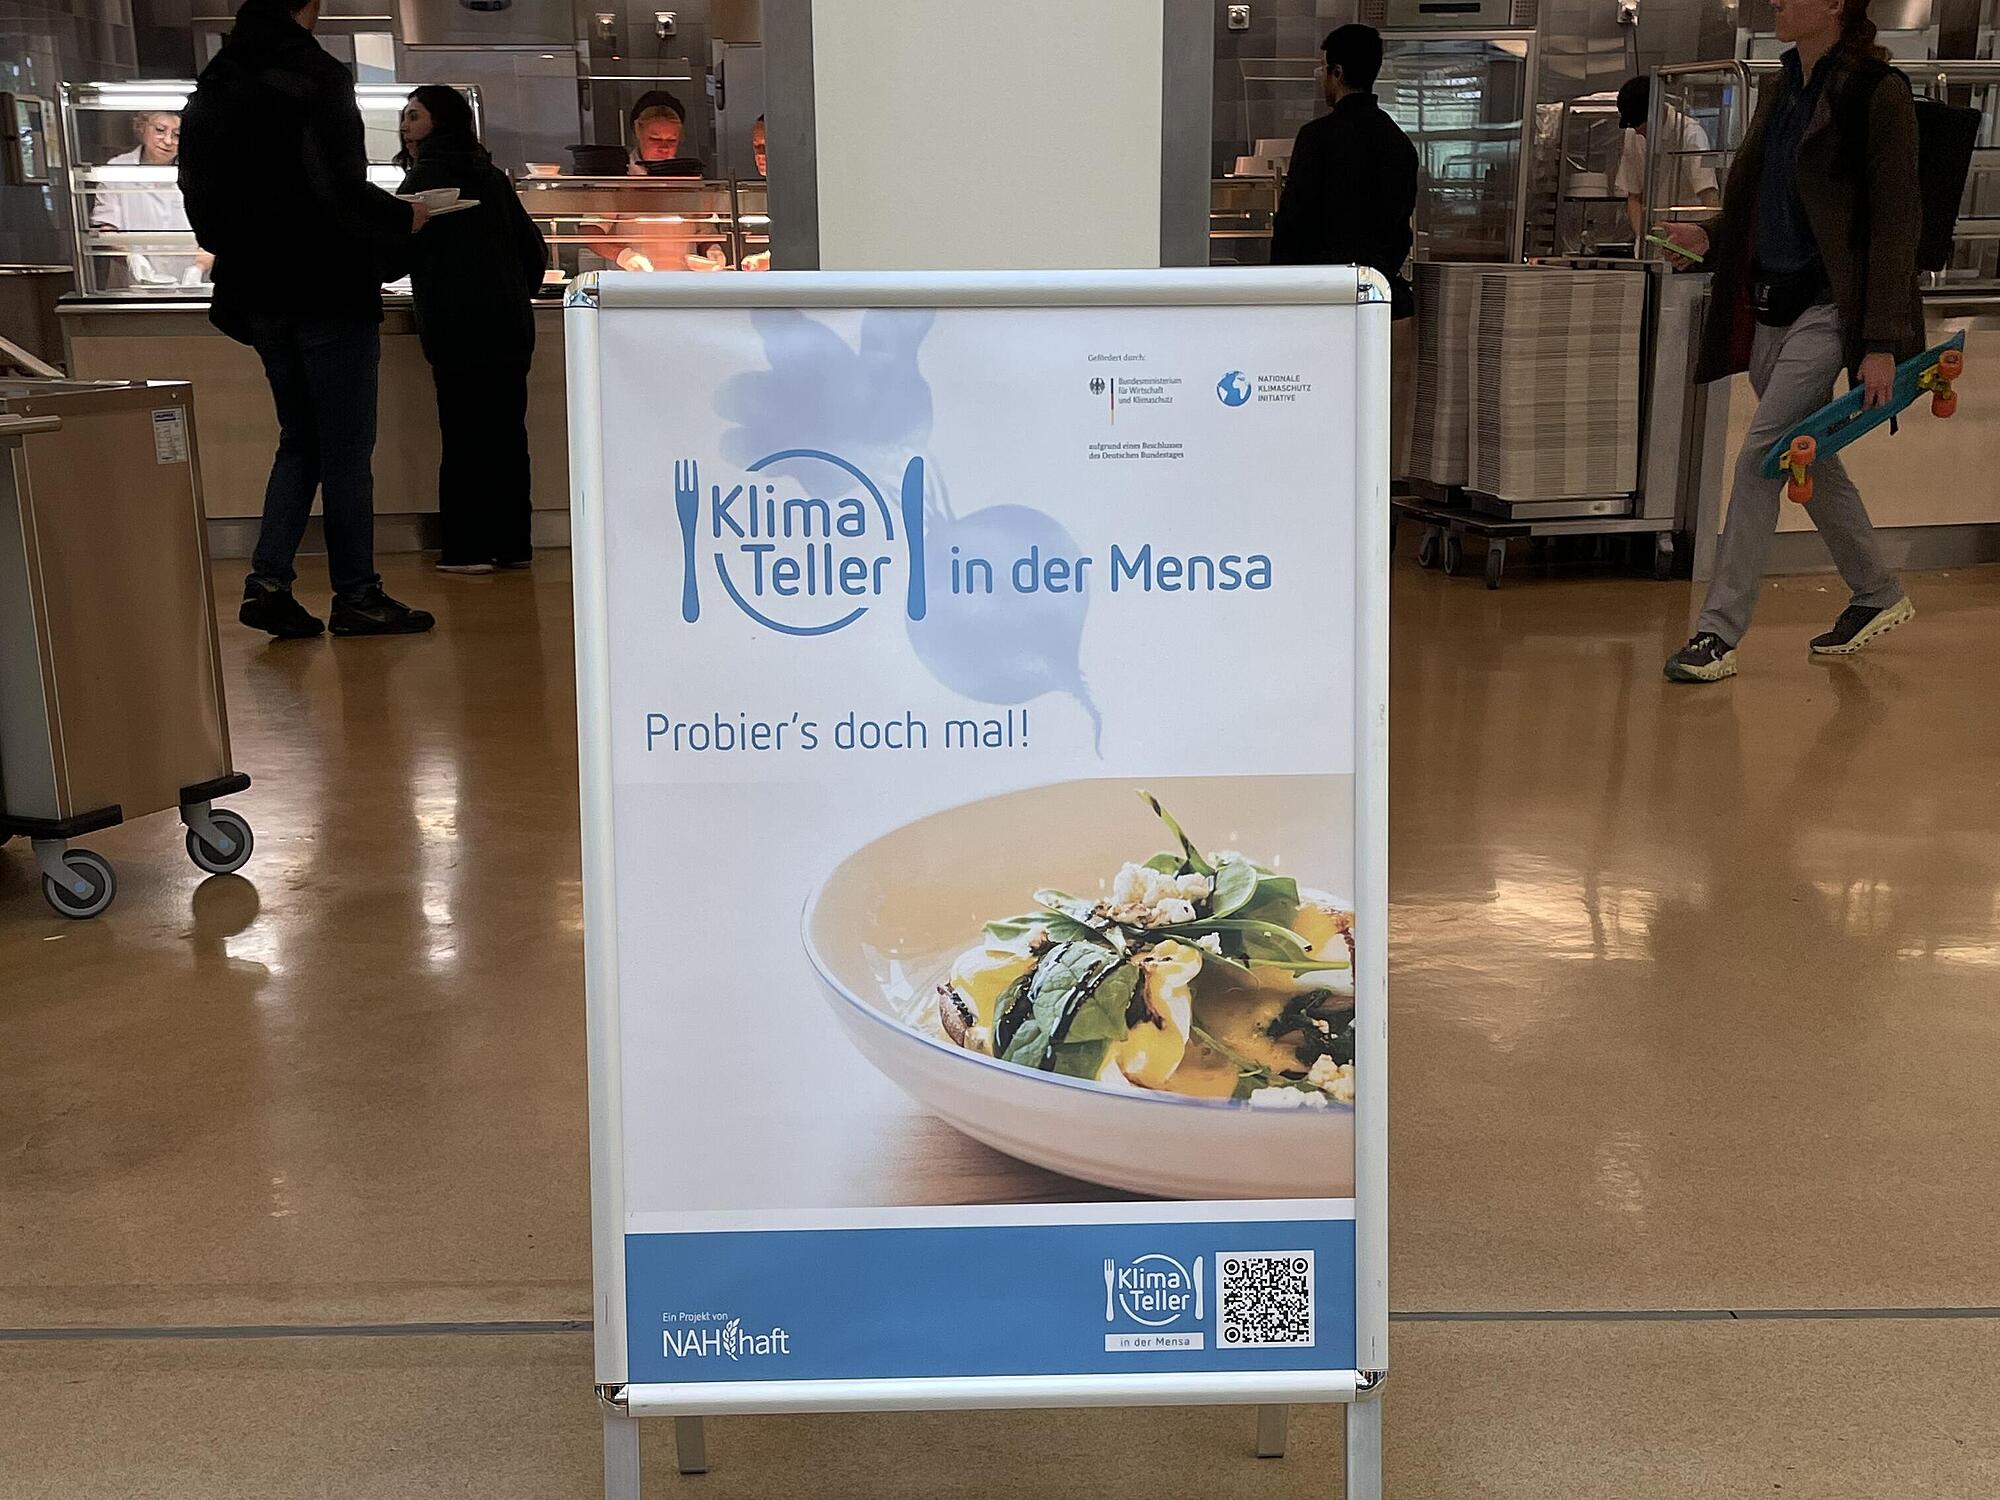 Gefördert durch:
Bundesministerium
für Wirtschaft
und Klimaschutz
NATIONALE
KLIMASCHUTZ
INITIATIVE
aufgrund eines Beschlusses
des Deutschen Bundestages
Klima
Teller
in der Mensa
Probier's doch mal!
Ein Projekt von
NAHhaft
Klima
Teller
in der Mensa